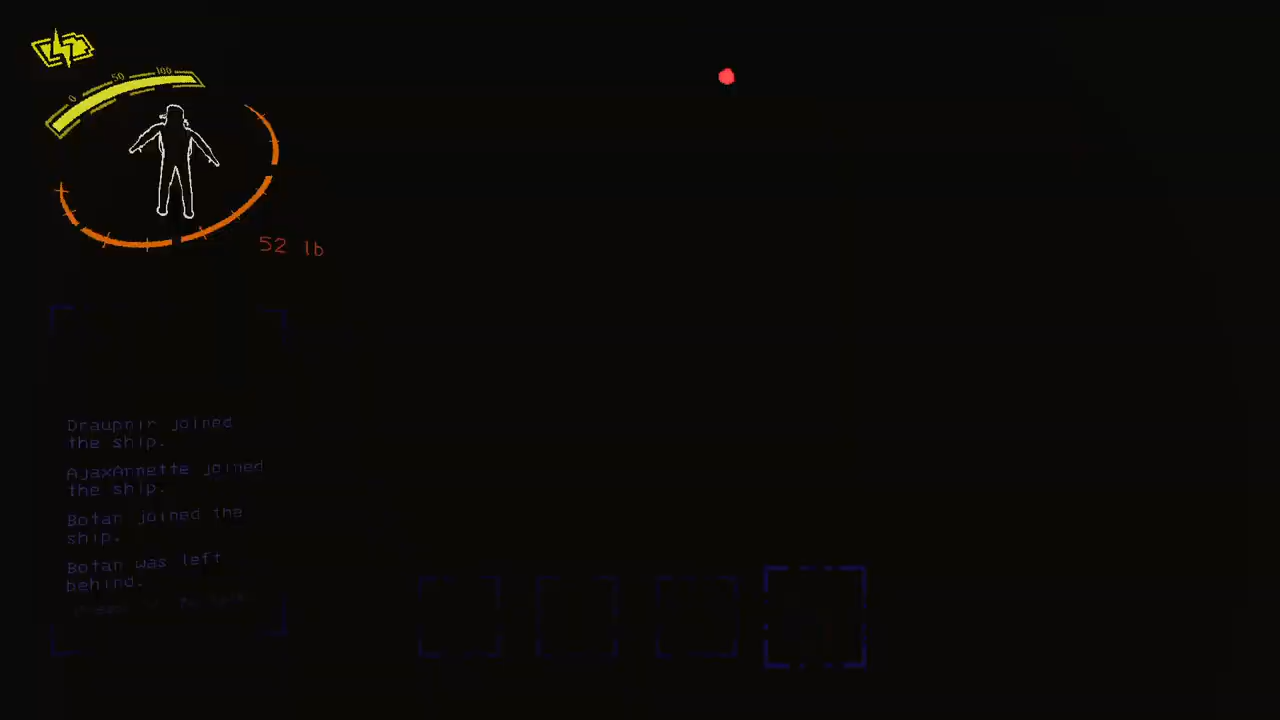 0 50 100
52 lb
Draupnir joined
the ship.
AjaxArnette joined
the ship.
Botan joined the
ship.
Botan was left
behind.